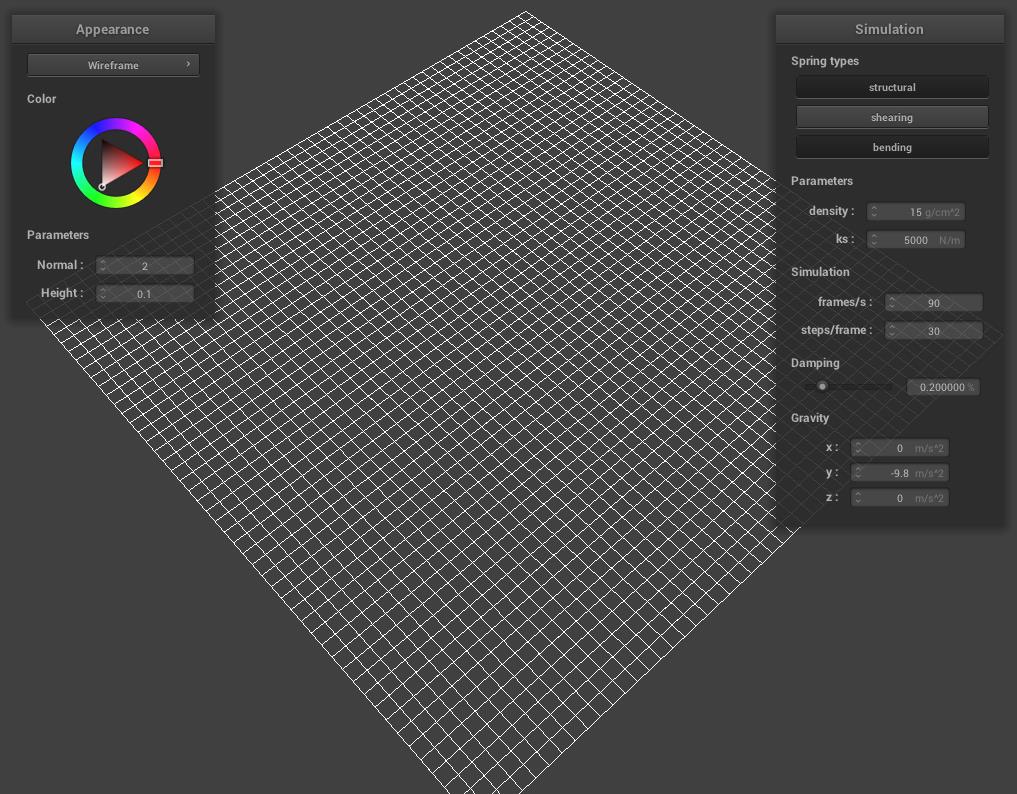 Appearance
Wireframe
Color
Parameters
Normal : 2
Height : 0.1
Simulation
Spring types
structural
shearing
bending
Parameters
density : 15 g/cm^2
ks : 5000 N/m
Simulation
frames/s : 90
steps/frame : 30
Damping
0.200000 %
Gravity
x : 0 m/s^2
y : -9.8 m/s^2
z : 0 m/s^2